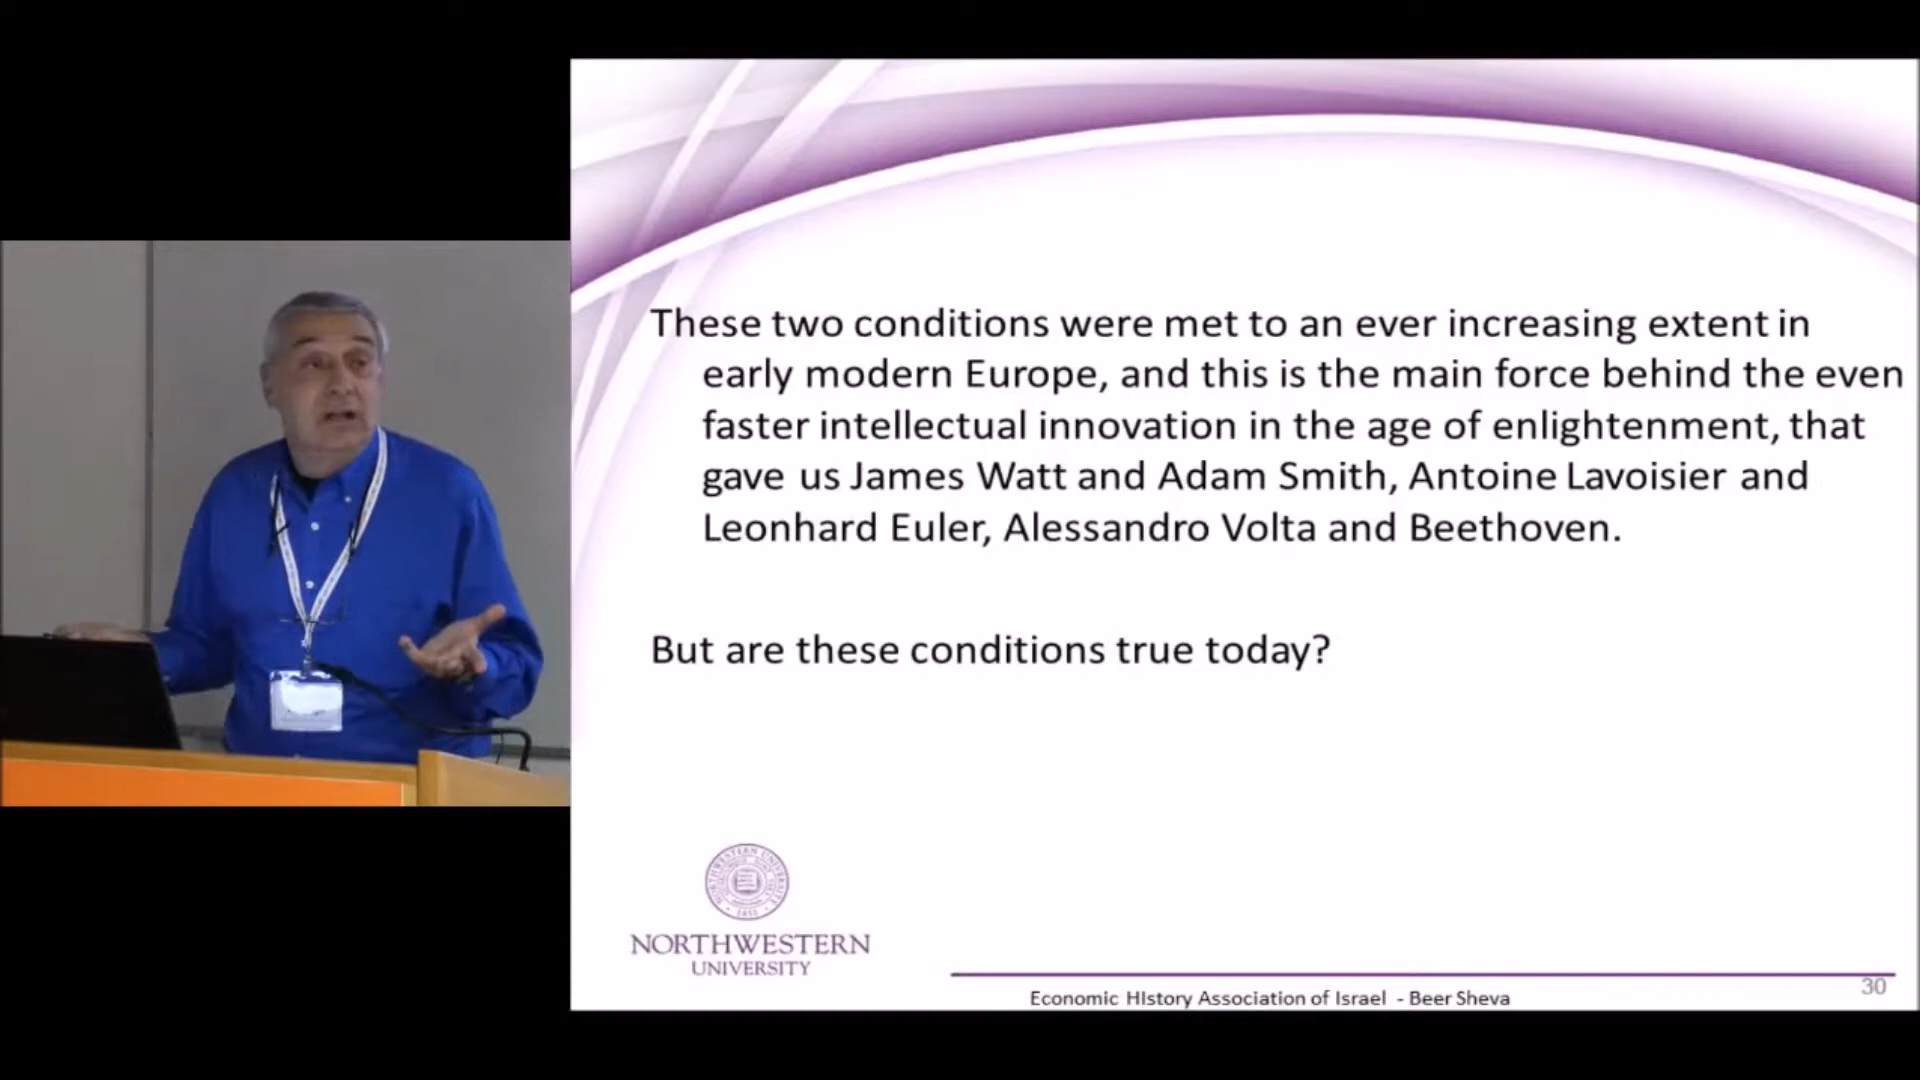 These two conditions were met to an ever increasing extent in
early modern Europe, and this is the main force behind the even
faster intellectual innovation in the age of enlightenment, that
gave us James Watt and Adam Smith, Antoine Lavoisier and
Leonhard Euler, Alessandro Volta and Beethoven.
But are these conditions true today?
NORTHWESTERN
UNIVERSITY
Economic HIstory Association of Israel - Beer Sheva
30